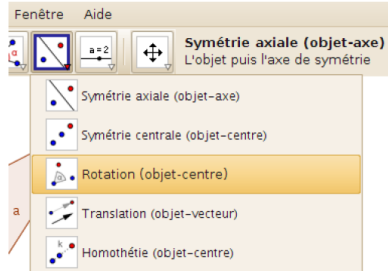 Fenêtre Aide
α a = 2 Symétrie axiale (objet-axe)
L'objet puis l'axe de symétrie
Symétrie axiale (objet-axe)
Symétrie centrale (objet-centre)
α Rotation (objet-centre)
a Translation (objet-vecteur)
k Homothétie (objet-centre)